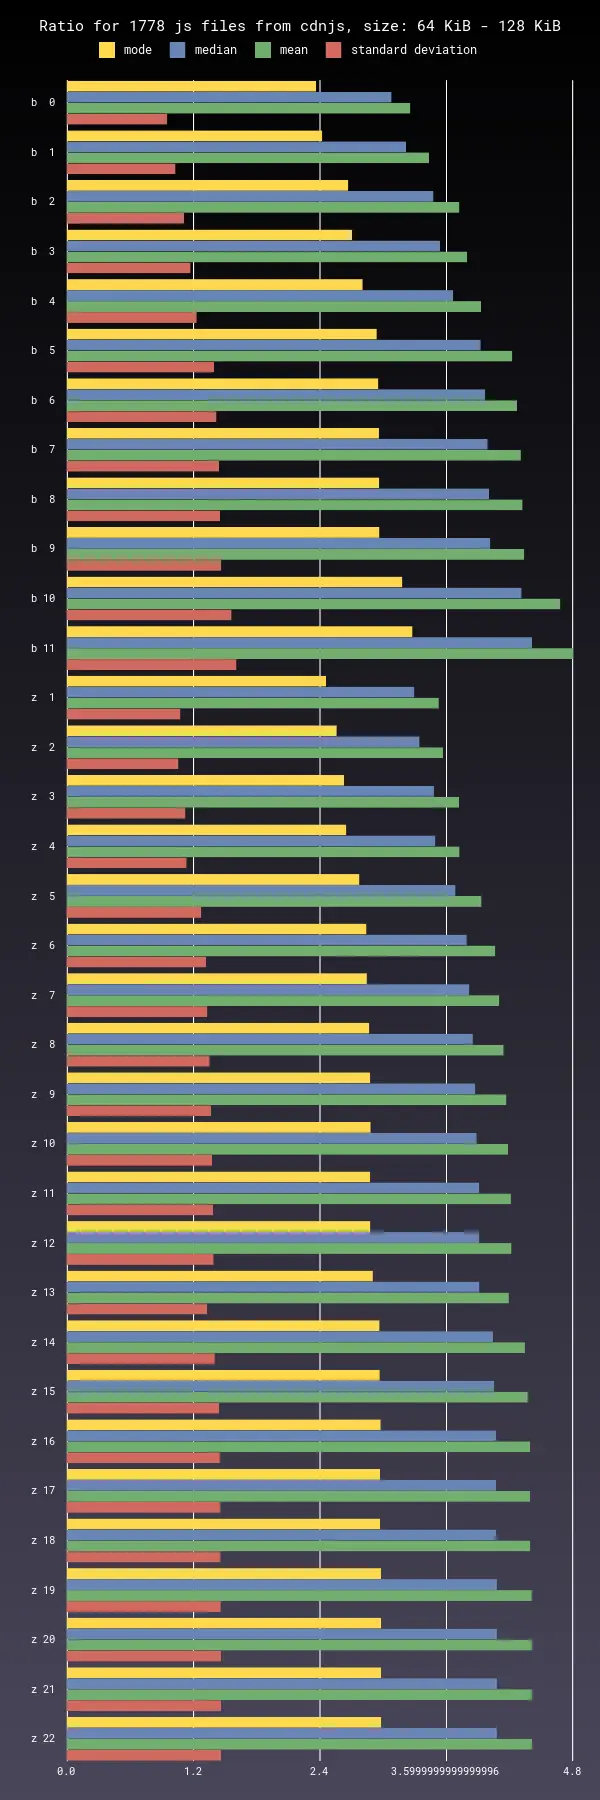 Ratio for 1778 js files from cdnjs, size: 64 KiB - 128 KiB
mode median mean standard deviation
b 0
b 1
b 2
b 3
b 4
b 5
b 6
b 7
b 8
b 9
b 10
b 11
z 1
z 2
z 3
z 4
z 5
z 6
z 7
z 8
z 9
z 10
z 11
z 12
z 13
z 14
z 15
z 16
z 17
z 18
z 19
z 20
z 21
z 22
0.0 1.2 2.4 3.5999999999999996 4.8